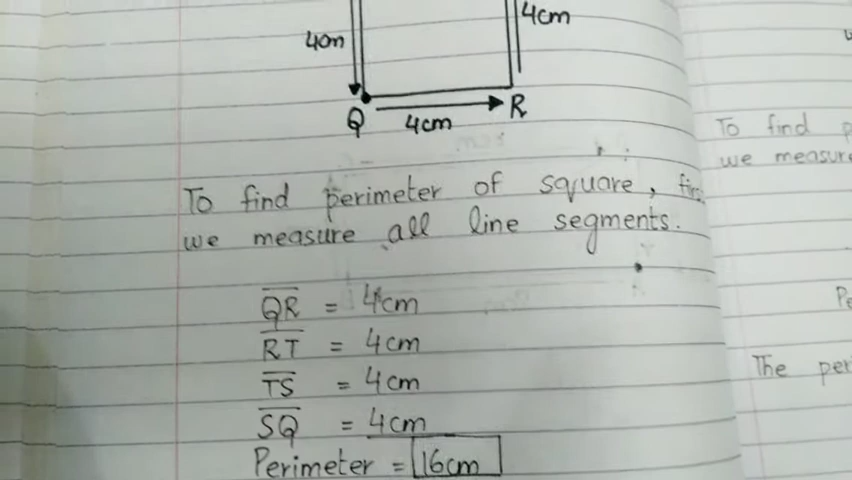 4cm
4cm
Q
4cm
R
To find perimeter of square,
we measure all line segments.
QR = 4cm
RT = 4cm
TS = 4cm
SQ = 4cm
Perimeter = 16cm
To find
we measure
The